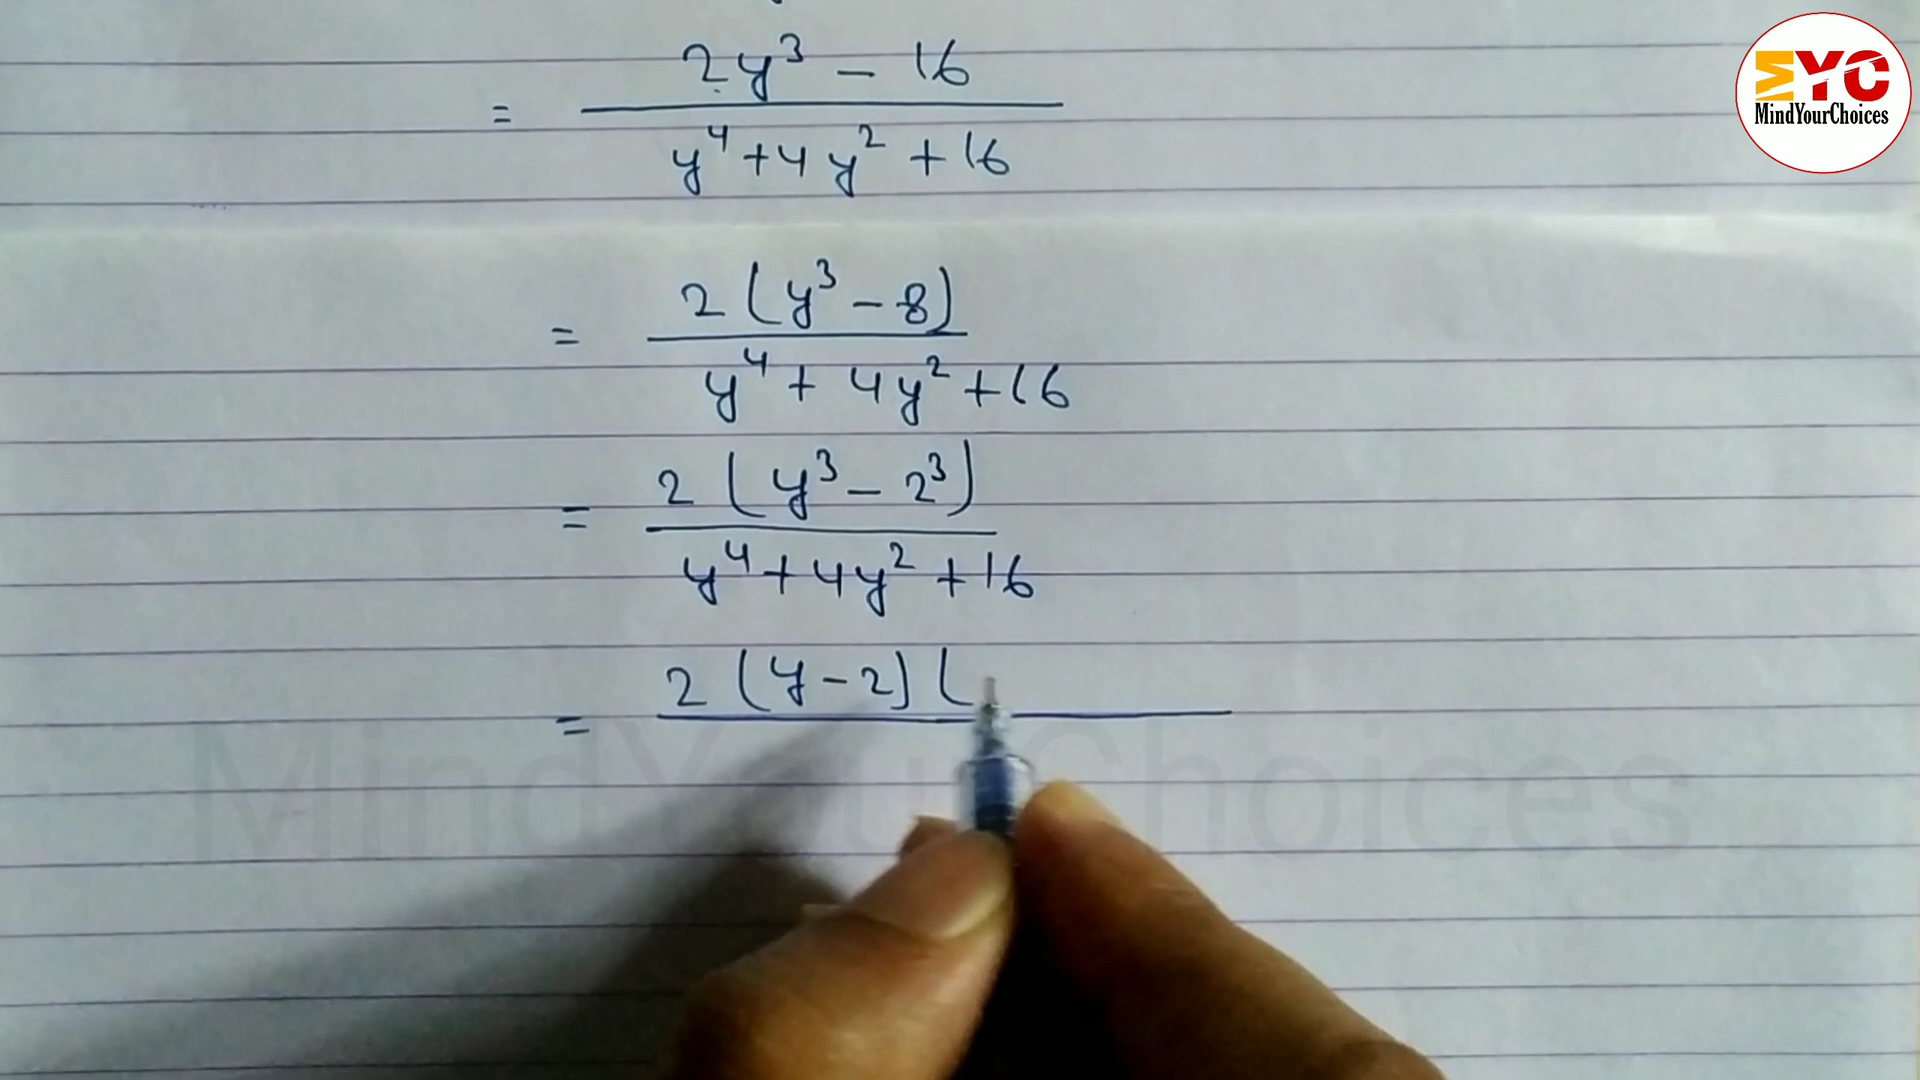 2y³ - 16
=
y⁴ + 4y² + 16
2 (y³ - 8)
=
y⁴ + 4y² + 16
2 (y³ - 2³)
=
y⁴ + 4y² + 16
2 (y - 2) (
=
MYC
MindYourChoices
MindYourChoices